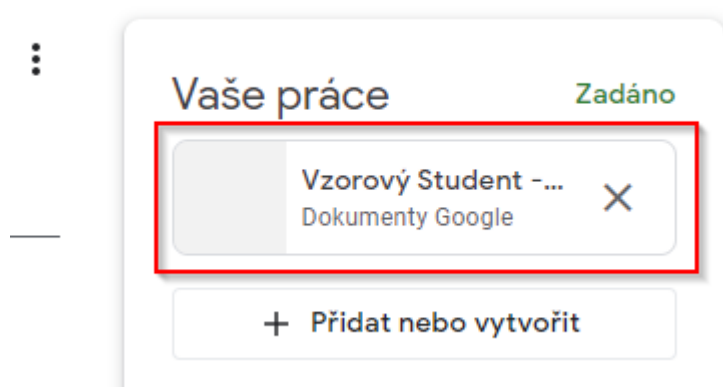 Vaše práce
Zadáno
Vzorový Student -...
Dokumenty Google
+ Přidat nebo vytvořit